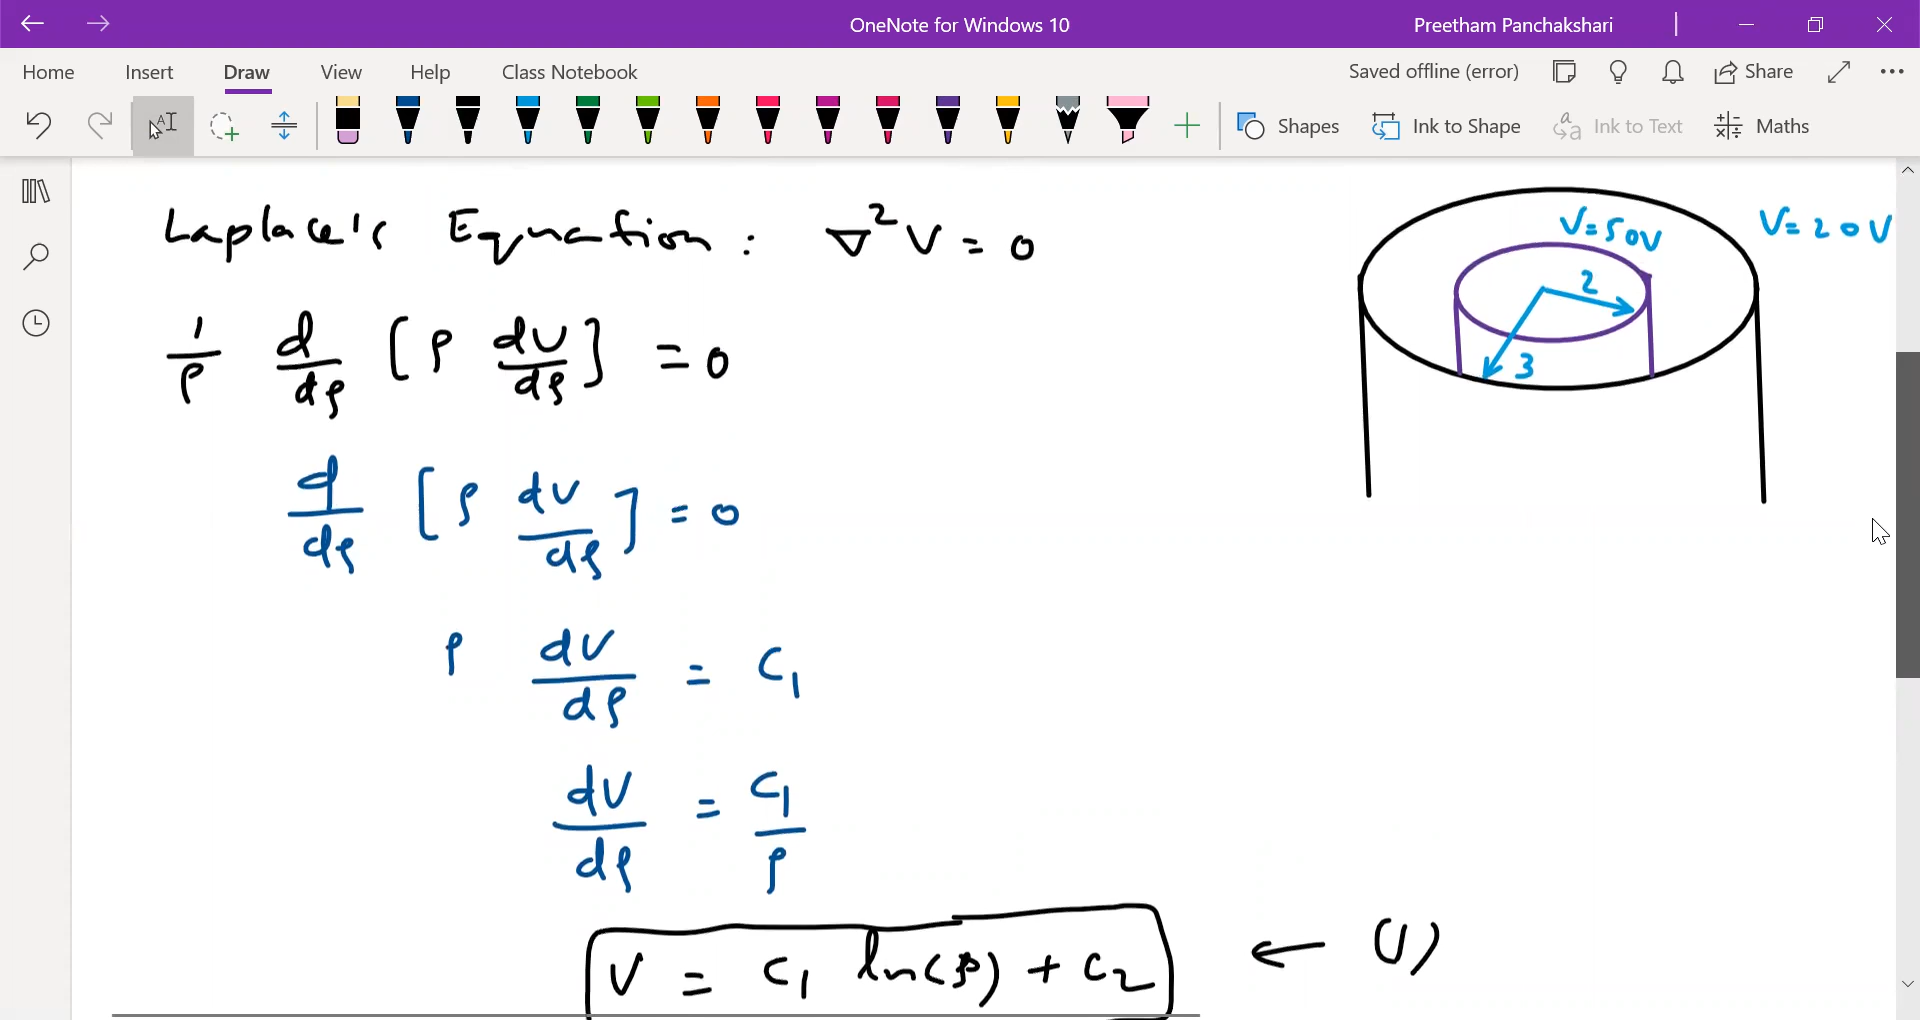 OneNote for Windows 10
Preetham Panchakshari
Home Insert Draw View Help Class Notebook
Saved offline (error) Share
Shapes Ink to Shape Ink to Text Maths
Laplace's Equation : ∇²V = 0
1/ρ d/dρ [ρ dV/dρ] = 0
d/dρ [ρ dV/dρ] = 0
ρ dV/dρ = C₁
dV/dρ = C₁/ρ
V = C₁ ln(ρ) + C₂ ← (1)
V=50V
V=20V
2
3